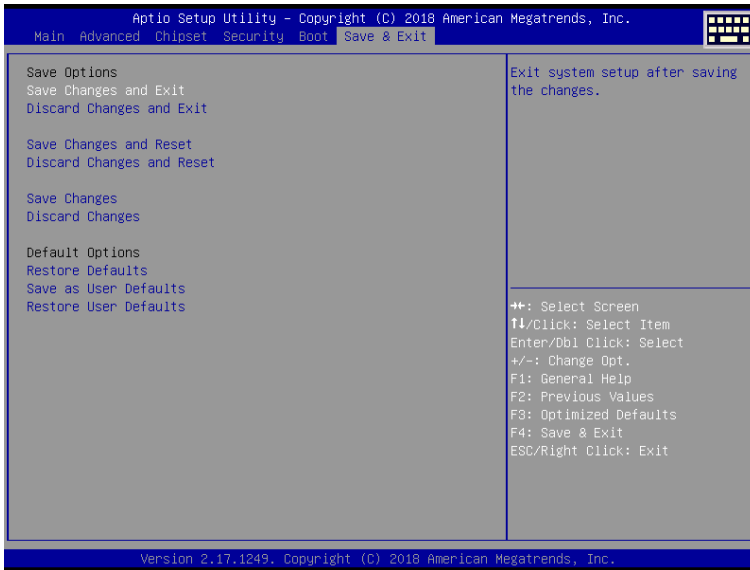 Aptio Setup Utility – Copyright (C) 2018 American Megatrends, Inc.
Main Advanced Chipset Security Boot Save & Exit
Save Options
Save Changes and Exit
Discard Changes and Exit
Save Changes and Reset
Discard Changes and Reset
Save Changes
Discard Changes
Default Options
Restore Defaults
Save as User Defaults
Restore User Defaults
Exit system setup after saving
the changes.
→←: Select Screen
↑↓/Click: Select Item
Enter/Dbl Click: Select
+/-: Change Opt.
F1: General Help
F2: Previous Values
F3: Optimized Defaults
F4: Save & Exit
ESC/Right Click: Exit
Version 2.17.1249. Copyright (C) 2018 American Megatrends, Inc.